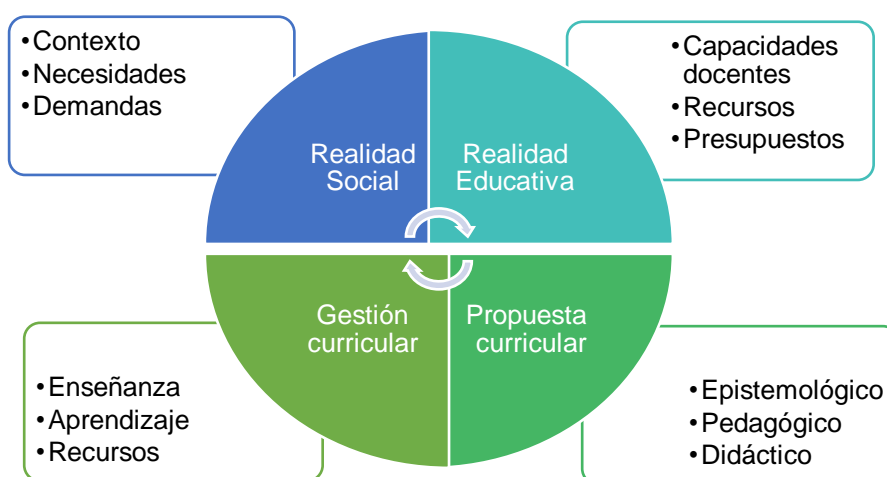 •Contexto
•Necesidades
•Demandas
•Capacidades
docentes
•Recursos
•Presupuestos
Realidad
Social
Realidad
Educativa
Gestión
curricular
Propuesta
curricular
•Enseñanza
•Aprendizaje
•Recursos
•Epistemológico
•Pedagógico
•Didáctico